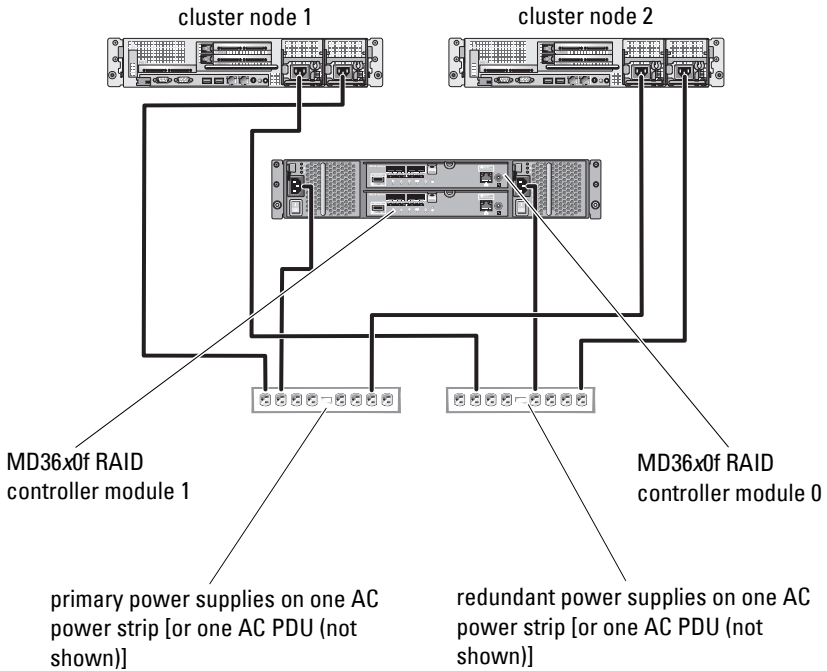 cluster node 1
cluster node 2
MD36x0f RAID
controller module 1
MD36x0f RAID
controller module 0
primary power supplies on one AC
power strip [or one AC PDU (not
shown)]
redundant power supplies on one AC
power strip [or one AC PDU (not
shown)]